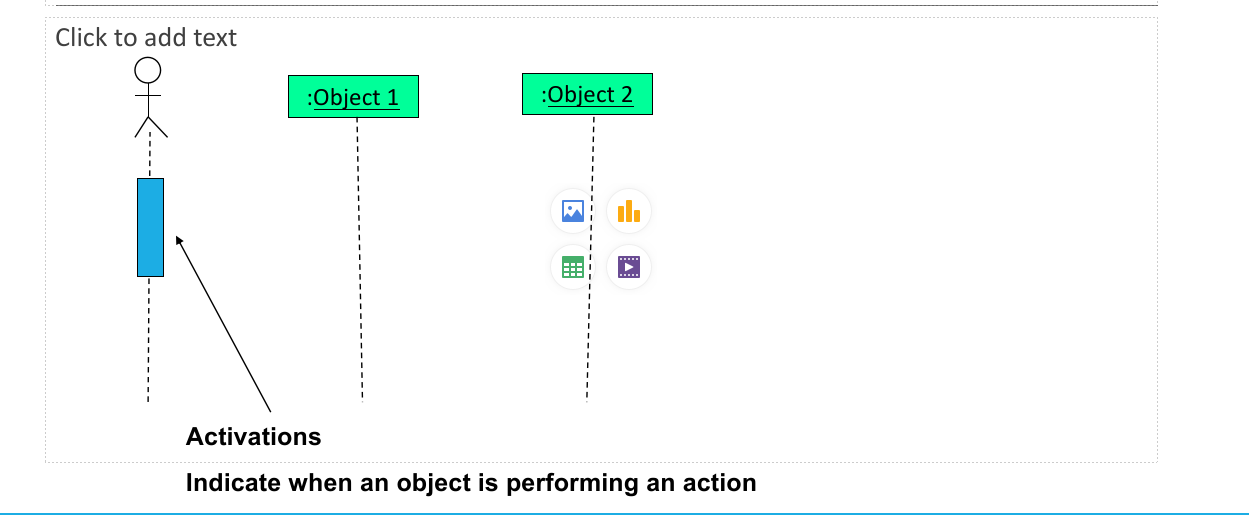 Click to add text
:Object 1
:Object 2
Activations
Indicate when an object is performing an action